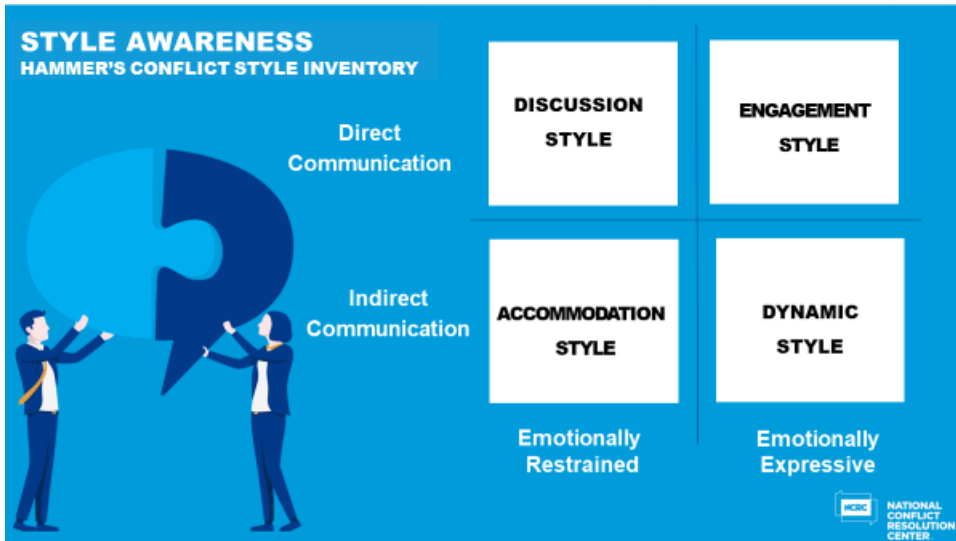 STYLE AWARENESS
HAMMER'S CONFLICT STYLE INVENTORY
Direct
Communication
DISCUSSION
STYLE
ENGAGEMENT
STYLE
Indirect
Communication
ACCOMMODATION
STYLE
DYNAMIC
STYLE
Emotionally
Restrained
Emotionally
Expressive
NCRC
NATIONAL
CONFLICT
RESOLUTION
CENTER